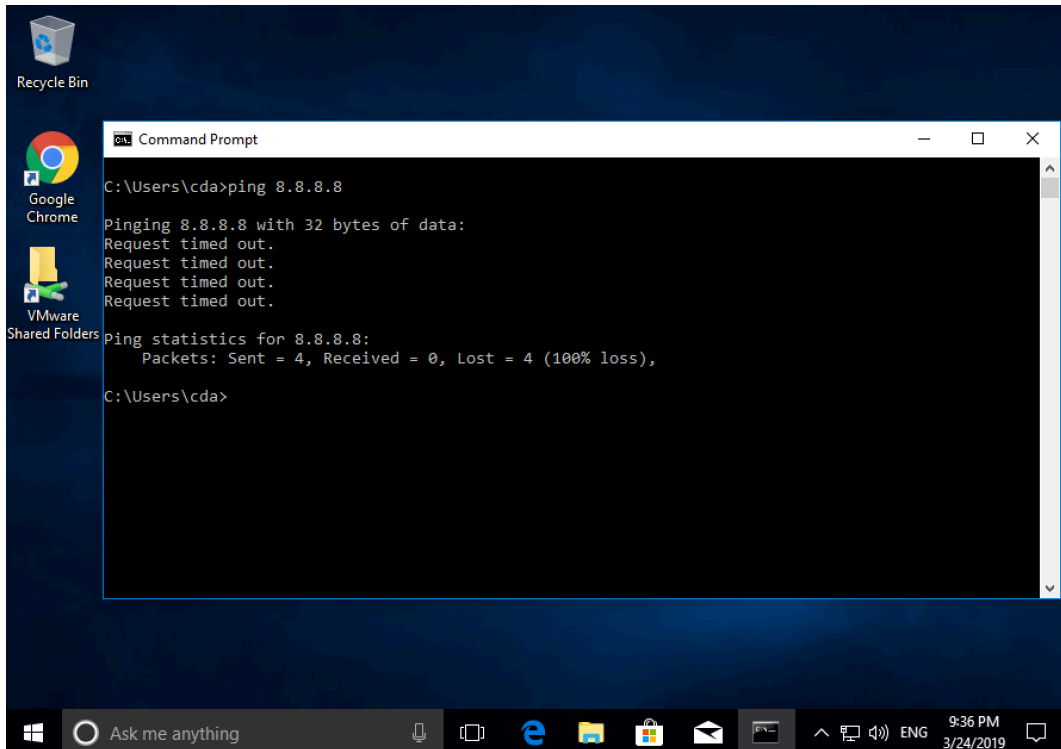 Recycle Bin
Google
Chrome
VMware
Shared Folders
Command Prompt
C:\Users\cda>ping 8.8.8.8
Pinging 8.8.8.8 with 32 bytes of data:
Request timed out.
Request timed out.
Request timed out.
Request timed out.
Ping statistics for 8.8.8.8:
    Packets: Sent = 4, Received = 0, Lost = 4 (100% loss),
C:\Users\cda>
Ask me anything
ENG
9:36 PM
3/24/2019